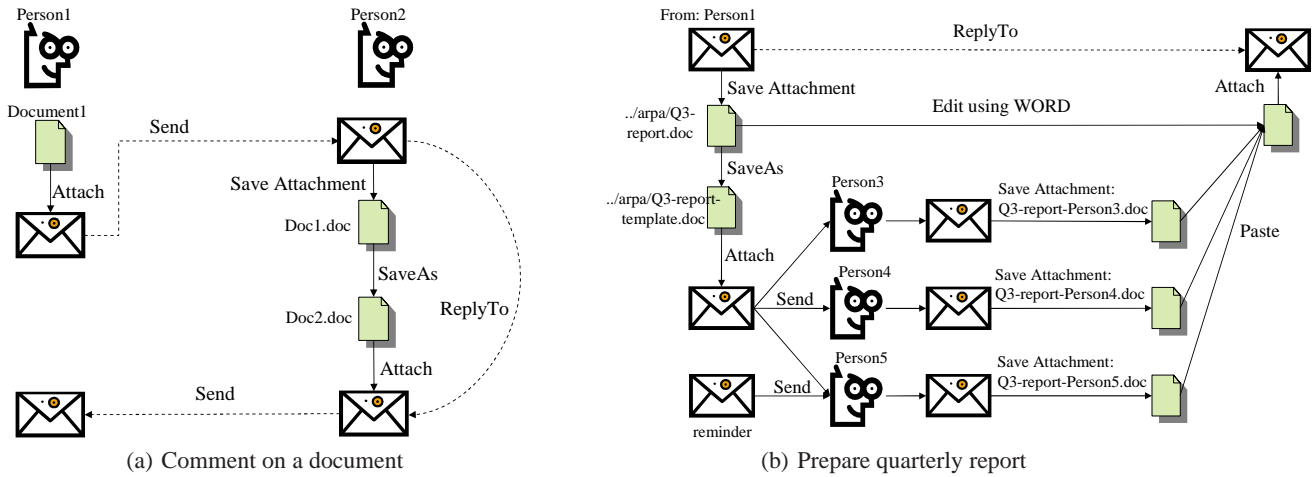 Person1
Person2
Document1
Send
Attach
Save Attachment
Doc1.doc
SaveAs
Doc2.doc
ReplyTo
Attach
Send
(a) Comment on a document
From: Person1
ReplyTo
Save Attachment
Attach
../arpa/Q3-
report.doc
Edit using WORD
SaveAs
../arpa/Q3-report-
template.doc
Person3
Save Attachment:
Q3-report-Person3.doc
Paste
Attach
Person4
Save Attachment:
Q3-report-Person4.doc
Send
Person5
Save Attachment:
Q3-report-Person5.doc
Send
reminder
(b) Prepare quarterly report